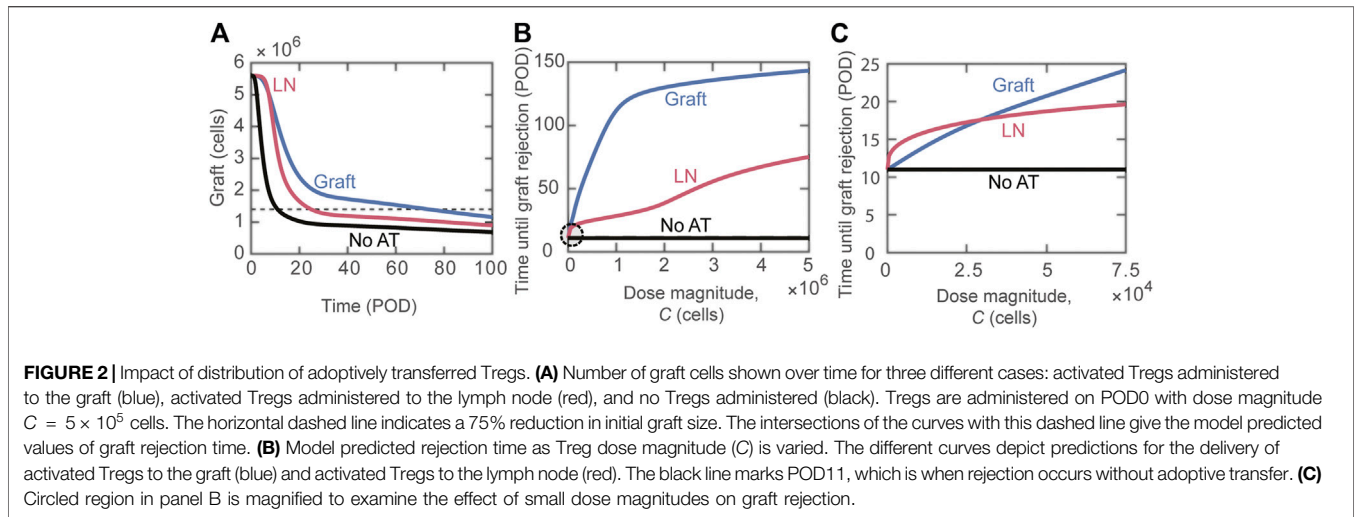 A
× 10⁶
6
5
4
3
2
1
0
Graft (cells)
LN
Graft
No AT
0 20 40 60 80 100
Time (POD)
B
150
100
50
0
Time until graft rejection (POD)
Graft
LN
No AT
0 1 2 3 4 5
×10⁶
Dose magnitude,
C (cells)
C
25
20
15
10
5
0
Time until graft rejection (POD)
Graft
LN
No AT
0 2.5 5 7.5
×10⁴
Dose magnitude,
C (cells)
FIGURE 2 | Impact of distribution of adoptively transferred Tregs. (A) Number of graft cells shown over time for three different cases: activated Tregs administered
to the graft (blue), activated Tregs administered to the lymph node (red), and no Tregs administered (black). Tregs are administered on POD0 with dose magnitude
C = 5 × 10⁵ cells. The horizontal dashed line indicates a 75% reduction in initial graft size. The intersections of the curves with this dashed line give the model predicted
values of graft rejection time. (B) Model predicted rejection time as Treg dose magnitude (C) is varied. The different curves depict predictions for the delivery of
activated Tregs to the graft (blue) and activated Tregs to the lymph node (red). The black line marks POD11, which is when rejection occurs without adoptive transfer. (C)
Circled region in panel B is magnified to examine the effect of small dose magnitudes on graft rejection.